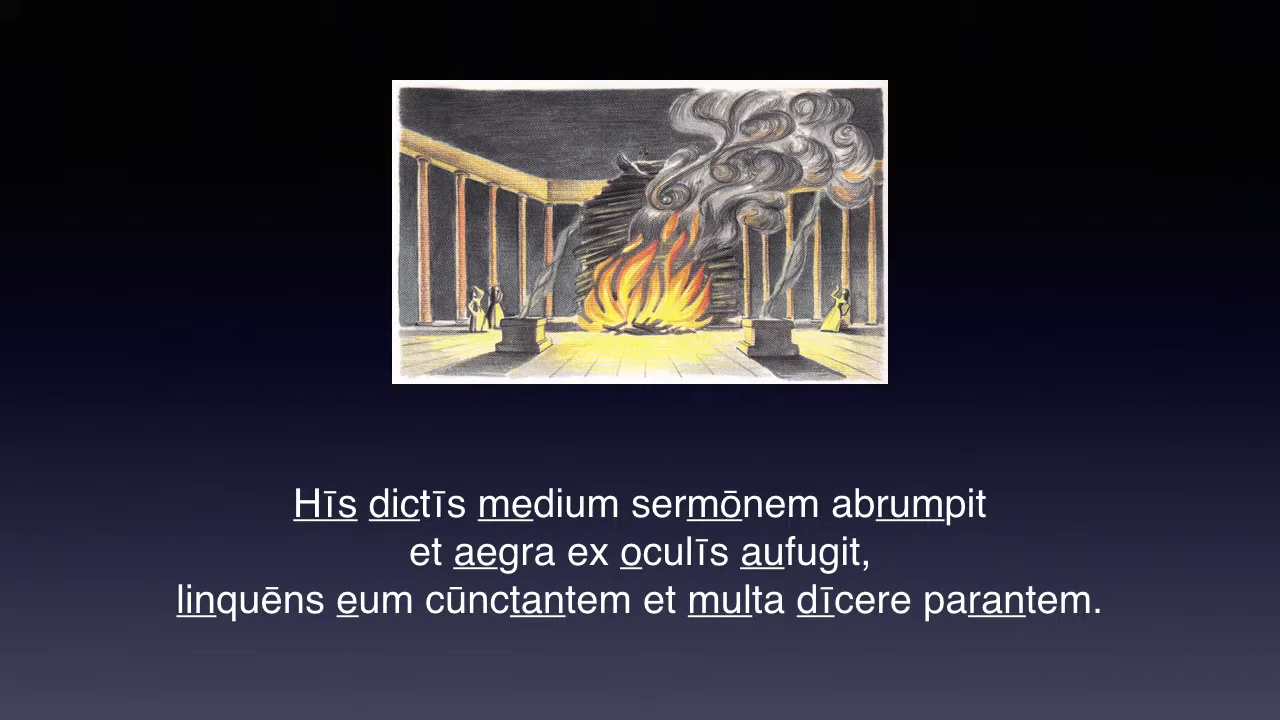 Hīs dictīs medium sermōnem abrumpit
et aegra ex oculīs aufugit,
linquēns eum cūnctantem et multa dīcere parantem.